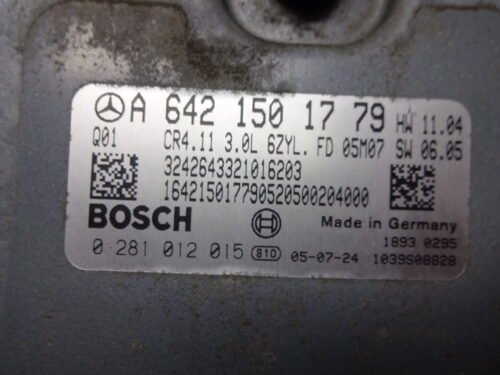 A 642 150 17 79 HW 11.04
Q01 CR4.11 3.0L 6ZYL. FD 05M07 SW 06.05
3242643321016203
164215017790520500204000
BOSCH Made in Germany
1893 0295
0 281 012 015 810 05-07-24 1039S08828